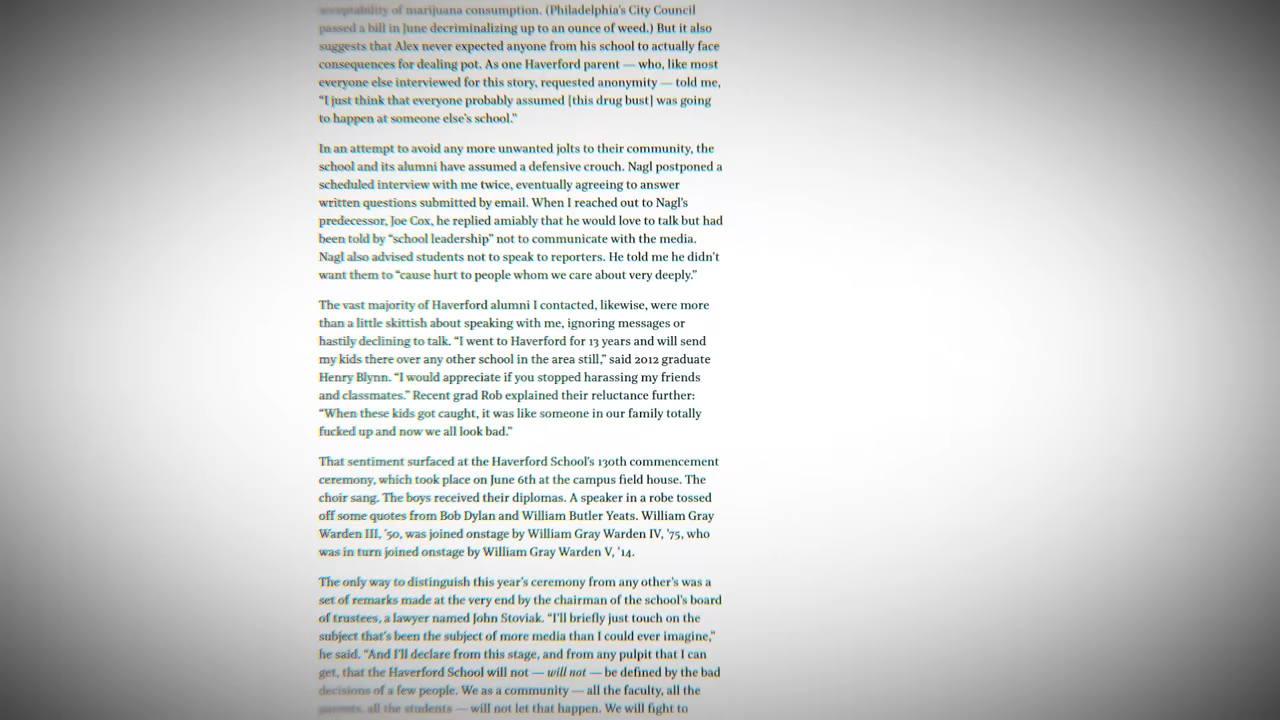 acceptability of marijuana consumption. (Philadelphia's City Council
passed a bill in June decriminalizing up to an ounce of weed.) But it also
suggests that Alex never expected anyone from his school to actually face
consequences for dealing pot. As one Haverford parent — who, like most
everyone else interviewed for this story, requested anonymity — told me,
“I just think that everyone probably assumed [this drug bust] was going
to happen at someone else's school.”
In an attempt to avoid any more unwanted jolts to their community, the
school and its alumni have assumed a defensive crouch. Nagl postponed a
scheduled interview with me twice, eventually agreeing to answer
written questions submitted by email. When I reached out to Nagl's
predecessor, Joe Cox, he replied amiably that he would love to talk but had
been told by “school leadership” not to communicate with the media.
Nagl also advised students not to speak to reporters. He told me he didn't
want them to “cause hurt to people whom we care about very deeply.”
The vast majority of Haverford alumni I contacted, likewise, were more
than a little skittish about speaking with me, ignoring messages or
hastily declining to talk. “I went to Haverford for 13 years and will send
my kids there over any other school in the area still,” said 2012 graduate
Henry Blynn. “I would appreciate if you stopped harassing my friends
and classmates.” Recent grad Rob explained their reluctance further:
“When these kids got caught, it was like someone in our family totally
fucked up and now we all look bad.”
That sentiment surfaced at the Haverford School's 130th commencement
ceremony, which took place on June 6th at the campus field house. The
choir sang. The boys received their diplomas. A speaker in a robe tossed
off some quotes from Bob Dylan and William Butler Yeats. William Gray
Warden III, '50, was joined onstage by William Gray Warden IV, '75, who
was in turn joined onstage by William Gray Warden V, '14.
The only way to distinguish this year's ceremony from any other's was a
set of remarks made at the very end by the chairman of the school's board
of trustees, a lawyer named John Stoviak. “I'll briefly just touch on the
subject that's been the subject of more media than I could ever imagine,”
he said. “And I'll declare from this stage, and from any pulpit that I can
get, that the Haverford School will not — will not — be defined by the bad
decisions of a few people. We as a community — all the faculty, all the
parents, all the students — will not let that happen. We will fight to